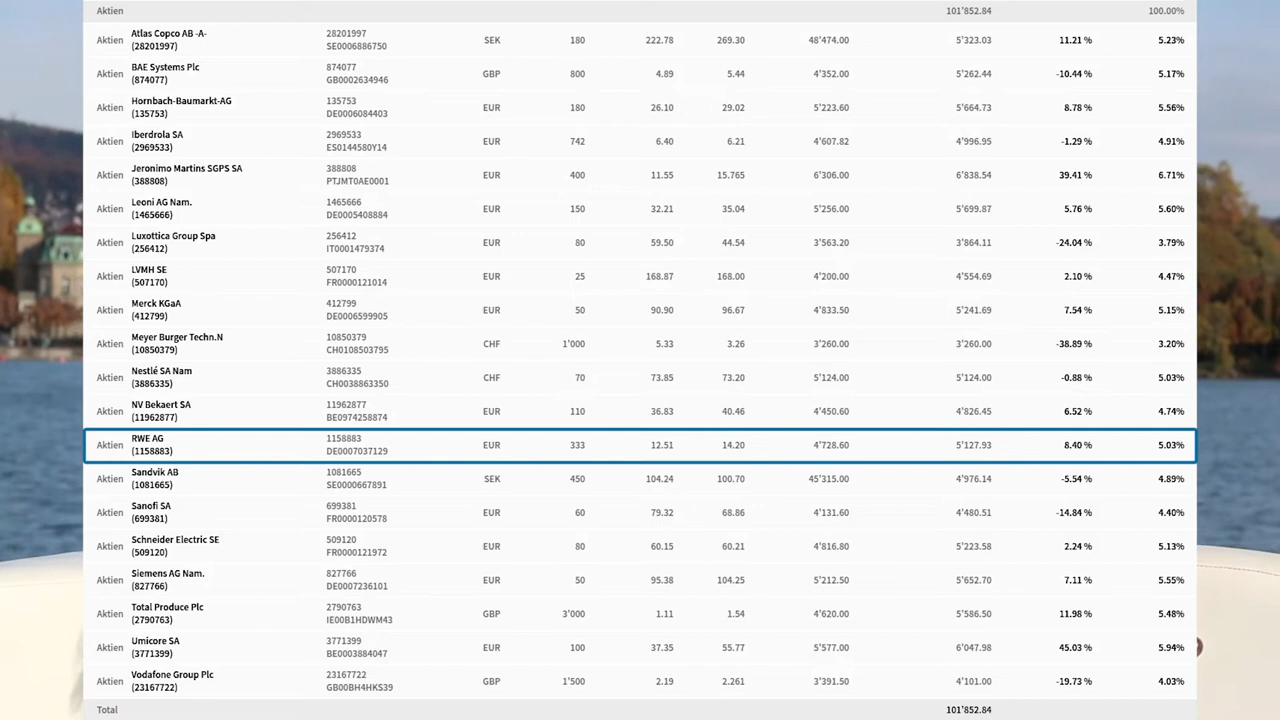 Aktien 101'852.84 100.00%
Aktien Atlas Copco AB -A- (28201997) 28201997 SE0006886750 SEK 180 222.78 269.30 48'474.00 5'323.03 11.21 % 5.23%
Aktien BAE Systems Plc (874077) 874077 GB0002634946 GBP 800 4.89 5.44 4'352.00 5'262.44 -10.44 % 5.17%
Aktien Hornbach-Baumarkt-AG (135753) 135753 DE0006084403 EUR 180 26.10 29.02 5'223.60 5'664.73 8.78 % 5.56%
Aktien Iberdrola SA (2969533) 2969533 ES0144580Y14 EUR 742 6.40 6.21 4'607.82 4'996.95 -1.29 % 4.91%
Aktien Jeronimo Martins SGPS SA (388808) 388808 PTJMT0AE0001 EUR 400 11.55 15.765 6'306.00 6'838.54 39.41 % 6.71%
Aktien Leoni AG Nam. (1465666) 1465666 DE0005408884 EUR 150 32.21 35.04 5'256.00 5'699.87 5.76 % 5.60%
Aktien Luxottica Group Spa (256412) 256412 IT0001479374 EUR 80 59.50 44.54 3'563.20 3'864.11 -24.04 % 3.79%
Aktien LVMH SE (507170) 507170 FR0000121014 EUR 25 168.87 168.00 4'200.00 4'554.69 2.10 % 4.47%
Aktien Merck KGaA (412799) 412799 DE0006599905 EUR 50 90.90 96.67 4'833.50 5'241.69 7.54 % 5.15%
Aktien Meyer Burger Techn.N (10850379) 10850379 CH0108503795 CHF 1'000 5.33 3.26 3'260.00 3'260.00 -38.89 % 3.20%
Aktien Nestlé SA Nam (3886335) 3886335 CH0038863350 CHF 70 73.85 73.20 5'124.00 5'124.00 -0.88 % 5.03%
Aktien NV Bekaert SA (11962877) 11962877 BE0974258874 EUR 110 36.83 40.46 4'450.60 4'826.45 6.52 % 4.74%
Aktien RWE AG (1158883) 1158883 DE0007037129 EUR 333 12.51 14.20 4'728.60 5'127.93 8.40 % 5.03%
Aktien Sandvik AB (1081665) 1081665 SE0000667891 SEK 450 104.24 100.70 45'315.00 4'976.14 -5.54 % 4.89%
Aktien Sanofi SA (699381) 699381 FR0000120578 EUR 60 79.32 68.86 4'131.60 4'480.51 -14.84 % 4.40%
Aktien Schneider Electric SE (509120) 509120 FR0000121972 EUR 80 60.15 60.21 4'816.80 5'223.58 2.24 % 5.13%
Aktien Siemens AG Nam. (827766) 827766 DE0007236101 EUR 50 95.38 104.25 5'212.50 5'652.70 7.11 % 5.55%
Aktien Total Produce Plc (2790763) 2790763 IE00B1HDWM43 GBP 3'000 1.11 1.54 4'620.00 5'586.50 11.98 % 5.48%
Aktien Umicore SA (3771399) 3771399 BE0003884047 EUR 100 37.35 55.77 5'577.00 6'047.98 45.03 % 5.94%
Aktien Vodafone Group Plc (23167722) 23167722 GB00BH4HKS39 GBP 1'500 2.19 2.261 3'391.50 4'101.00 -19.73 % 4.03%
Total 101'852.84